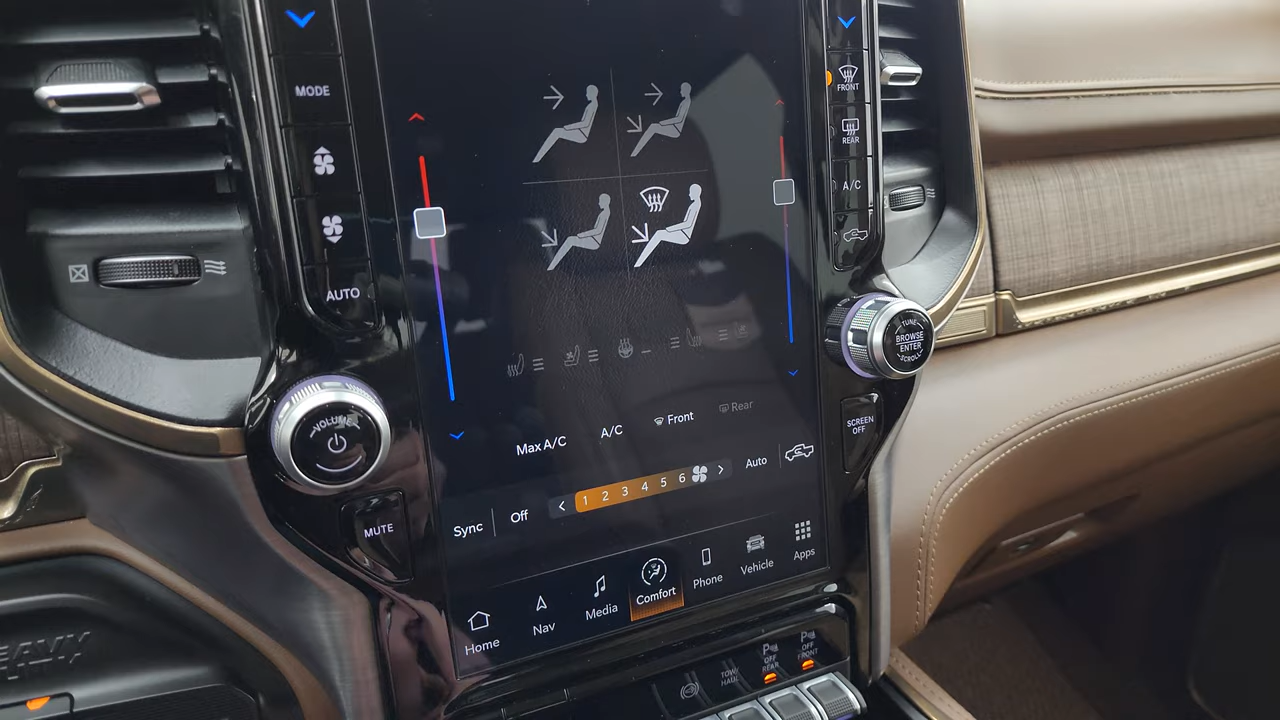 MODE
AUTO
VOLUME
MUTE
FRONT
REAR
A/C
TUNE
BROWSE
ENTER
SCROLL
SCREEN
OFF
Max A/C
A/C
Front
Rear
Sync
Off
1 2 3 4 5 6
Auto
Home
Nav
Media
Comfort
Phone
Vehicle
Apps
TOW/
HAUL
P
OFF
REAR
P
OFF
FRONT
HEAVY